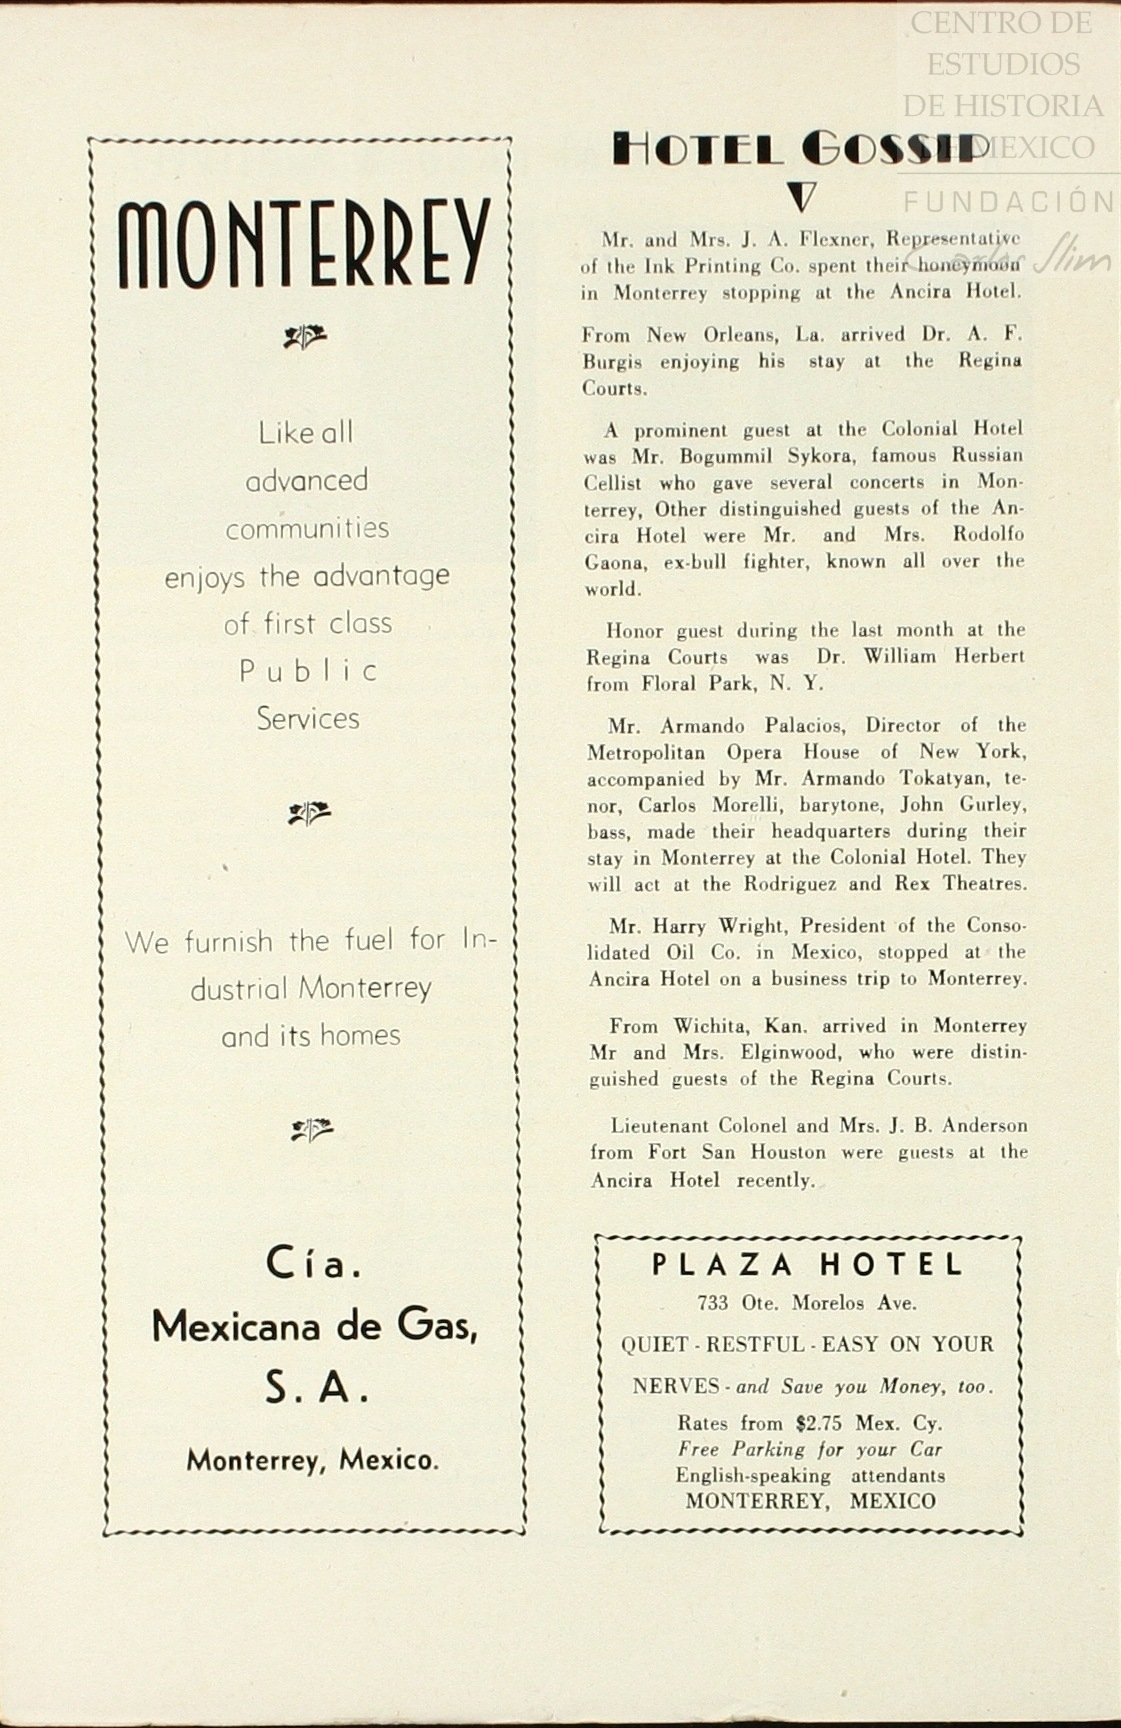 CENTRO DE
ESTUDIOS
DE HISTORIA
DE MEXICO
FUNDACIÓN
Carlos Slim
MONTERREY
Like all
advanced
communities
enjoys the advantage
of first class
Public
Services
We furnish the fuel for In-
dustrial Monterrey
and its homes
Cía.
Mexicana de Gas,
S. A.
Monterrey, Mexico.
HOTEL GOSSIP
Mr. and Mrs. J. A. Flexner, Representative
of the Ink Printing Co. spent their honeymoon
in Monterrey stopping at the Ancira Hotel.
From New Orleans, La. arrived Dr. A. F.
Burgis enjoying his stay at the Regina
Courts.
A prominent guest at the Colonial Hotel
was Mr. Bogummil Sykora, famous Russian
Cellist who gave several concerts in Mon-
terrey, Other distinguished guests of the An-
cira Hotel were Mr. and Mrs. Rodolfo
Gaona, ex-bull fighter, known all over the
world.
Honor guest during the last month at the
Regina Courts was Dr. William Herbert
from Floral Park, N. Y.
Mr. Armando Palacios, Director of the
Metropolitan Opera House of New York,
accompanied by Mr. Armando Tokatyan, te-
nor, Carlos Morelli, barytone, John Gurley,
bass, made their headquarters during their
stay in Monterrey at the Colonial Hotel. They
will act at the Rodriguez and Rex Theatres.
Mr. Harry Wright, President of the Conso-
lidated Oil Co. in Mexico, stopped at the
Ancira Hotel on a business trip to Monterrey.
From Wichita, Kan. arrived in Monterrey
Mr and Mrs. Elginwood, who were distin-
guished guests of the Regina Courts.
Lieutenant Colonel and Mrs. J. B. Anderson
from Fort San Houston were guests at the
Ancira Hotel recently.
PLAZA HOTEL
733 Ote. Morelos Ave.
QUIET - RESTFUL - EASY ON YOUR
NERVES - and Save you Money, too.
Rates from $2.75 Mex. Cy.
Free Parking for your Car
English-speaking attendants
MONTERREY, MEXICO